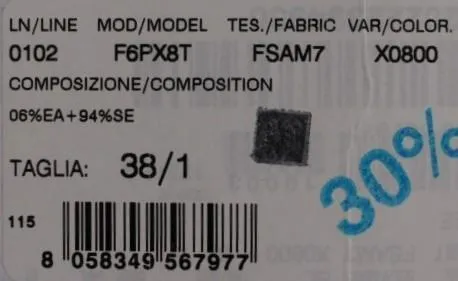 LN/LINE MOD/MODEL TES./FABRIC VAR/COLOR.
0102 F6PX8T FSAM7 X0800
COMPOSIZIONE/COMPOSITION
06%EA+94%SE
TAGLIA: 38/1
30%
115
8 058349 567977